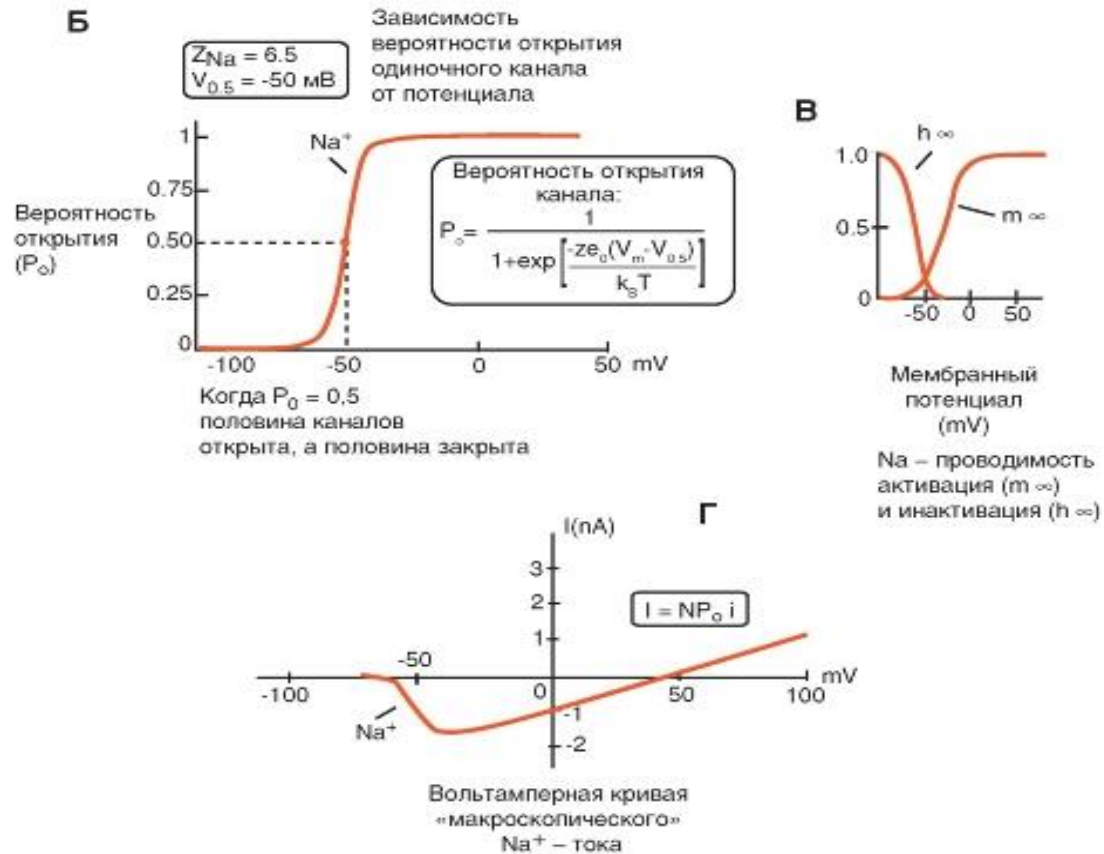 Б
Z_Na = 6.5
V_0.5 = -50 мВ
Зависимость
вероятности открытия
одиночного канала
от потенциала
Вероятность
открытия
(P_o)
1
0.75
0.50
0.25
0
Na⁺
-100
-50
0
50
mV
Вероятность открытия
канала:
P_o = 1
1+exp[-ze_o(V_m-V_0.5)
k_BT]
Когда P_0 = 0,5
половина каналов
открыта, а половина закрыта
В
1.0
0.5
0
h ∞
m ∞
-50
0
50
Мембранный
потенциал
(mV)
Na – проводимость
активация (m ∞)
и инактивация (h ∞)
Г
I(nA)
3
2
1
I = NP_o i
-100
-50
0
50
100
mV
-1
-2
Na⁺
Вольтамперная кривая
«макроскопического»
Na⁺ – тока